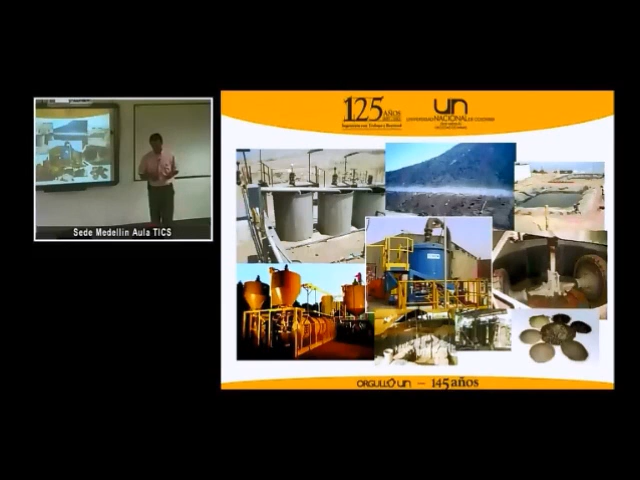 125 AÑOS
UN
UNIVERSIDAD NACIONAL DE COLOMBIA
Sede Medellín Aula TICS
ORGULLO UN — 145 años